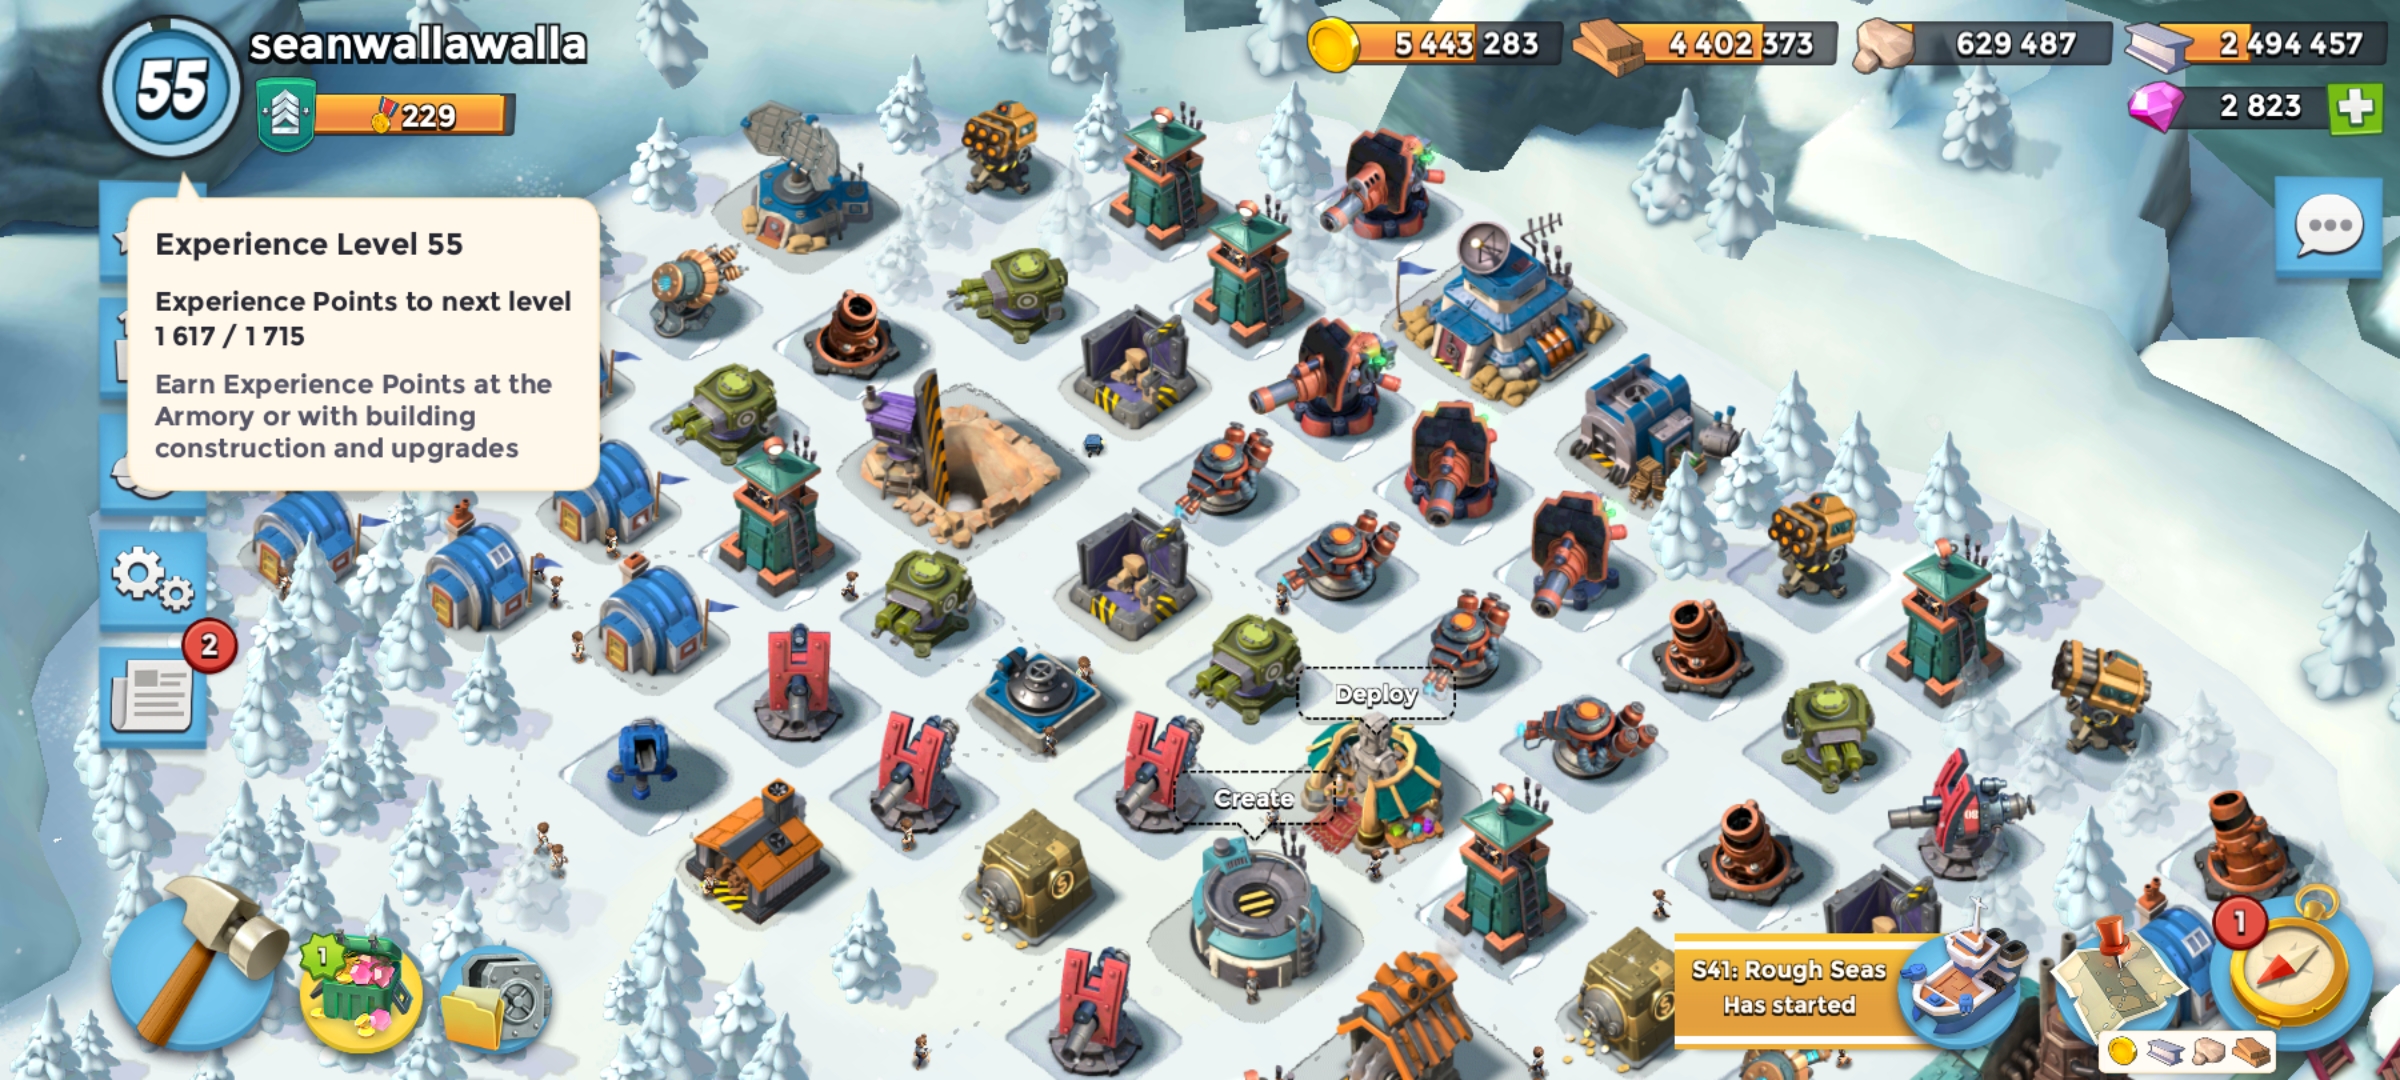 55
seanwallawalla
229
5 443 283
4 402 373
629 487
2 494 457
2 823
Experience Level 55
Experience Points to next level
1 617 / 1 715
Earn Experience Points at the
Armory or with building
construction and upgrades
2
Deploy
Create
08
1
S41: Rough Seas
Has started
1